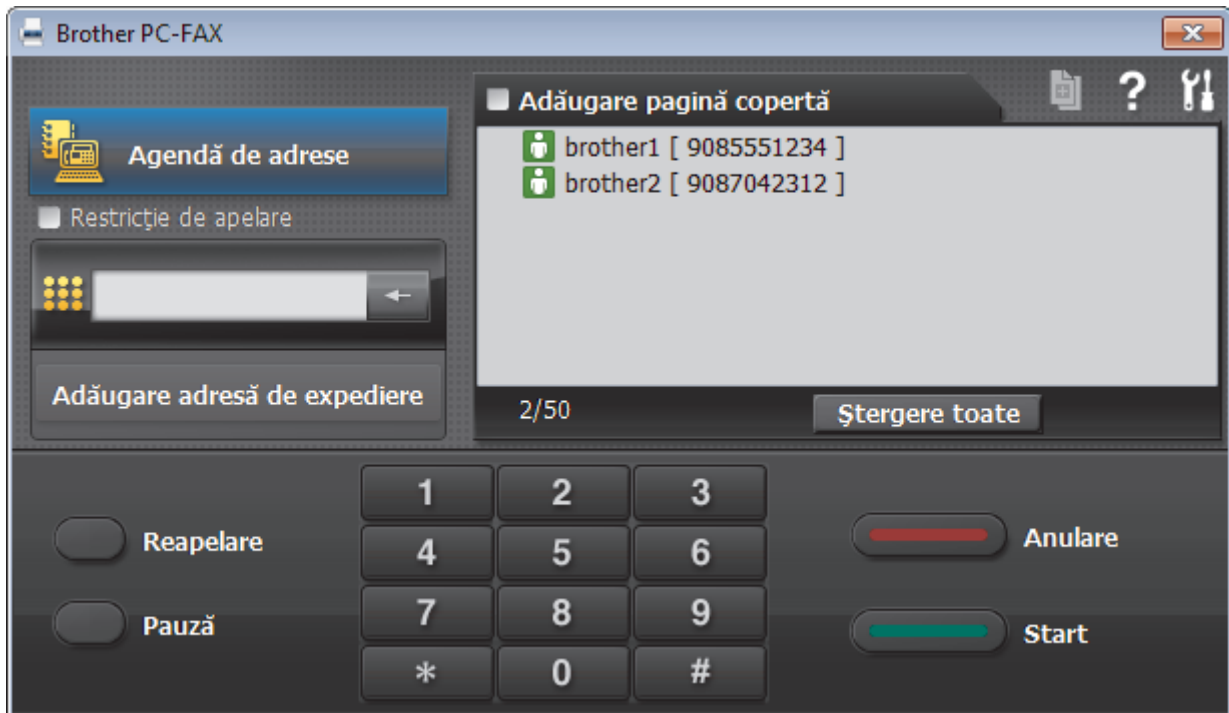 Brother PC-FAX
Agendă de adrese
Restricţie de apelare
Adăugare adresă de expediere
Adăugare pagină copertă
?
brother1 [ 9085551234 ]
brother2 [ 9087042312 ]
2/50
Ştergere toate
Reapelare
Pauză
1 2 3
4 5 6
7 8 9
* 0 #
Anulare
Start